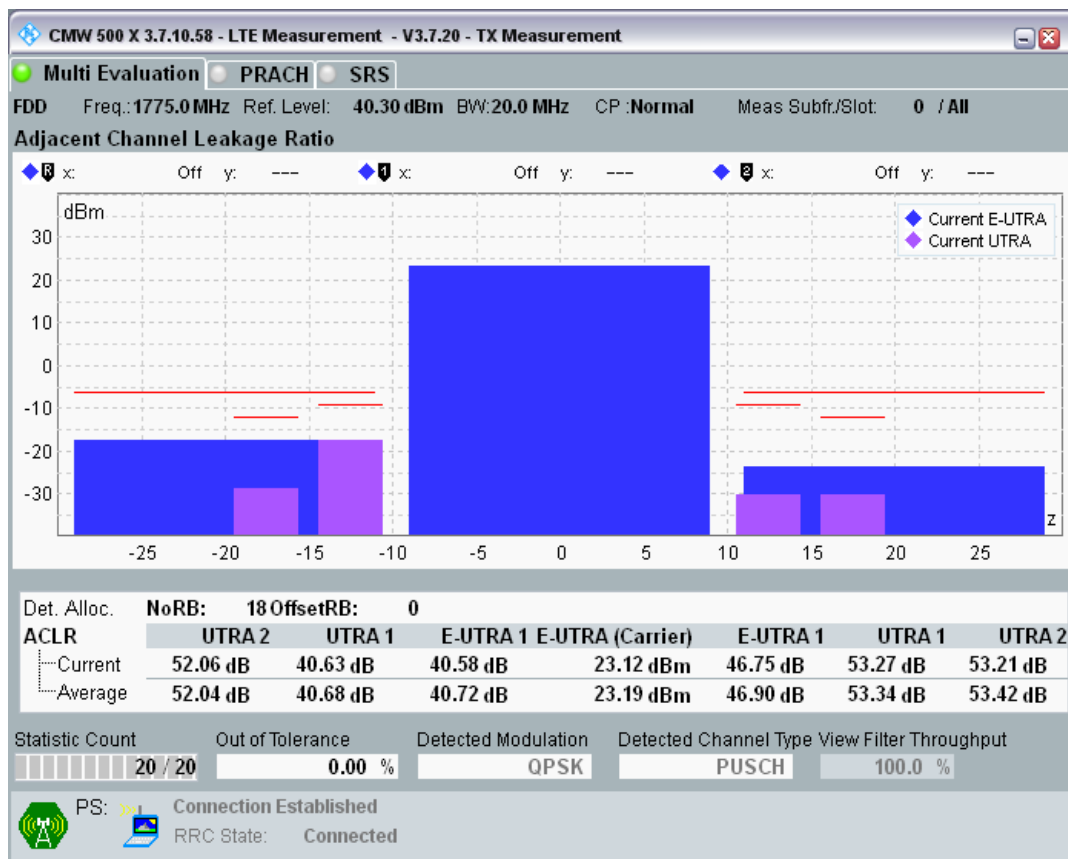 CMW 500 X 3.7.10.58 - LTE Measurement - V3.7.20 - TX Measurement
Multi Evaluation PRACH SRS
FDD Freq.:1775.0 MHz Ref. Level: 40.30 dBm BW:20.0 MHz CP :Normal Meas Subfr./Slot: 0 / All
Adjacent Channel Leakage Ratio
R x: Off y: --- 1 x: Off y: --- 2 x: Off y: ---
dBm
Current E-UTRA
Current UTRA
30
20
10
0
-10
-20
-30
z
-25 -20 -15 -10 -5 0 5 10 15 20 25
Det. Alloc. NoRB: 18 OffsetRB: 0
ACLR UTRA 2 UTRA 1 E-UTRA 1 E-UTRA (Carrier) E-UTRA 1 UTRA 1 UTRA 2
Current 52.06 dB 40.63 dB 40.58 dB 23.12 dBm 46.75 dB 53.27 dB 53.21 dB
Average 52.04 dB 40.68 dB 40.72 dB 23.19 dBm 46.90 dB 53.34 dB 53.42 dB
Statistic Count Out of Tolerance Detected Modulation Detected Channel Type View Filter Throughput
20 / 20 0.00 % QPSK PUSCH 100.0 %
PS: Connection Established
RRC State: Connected